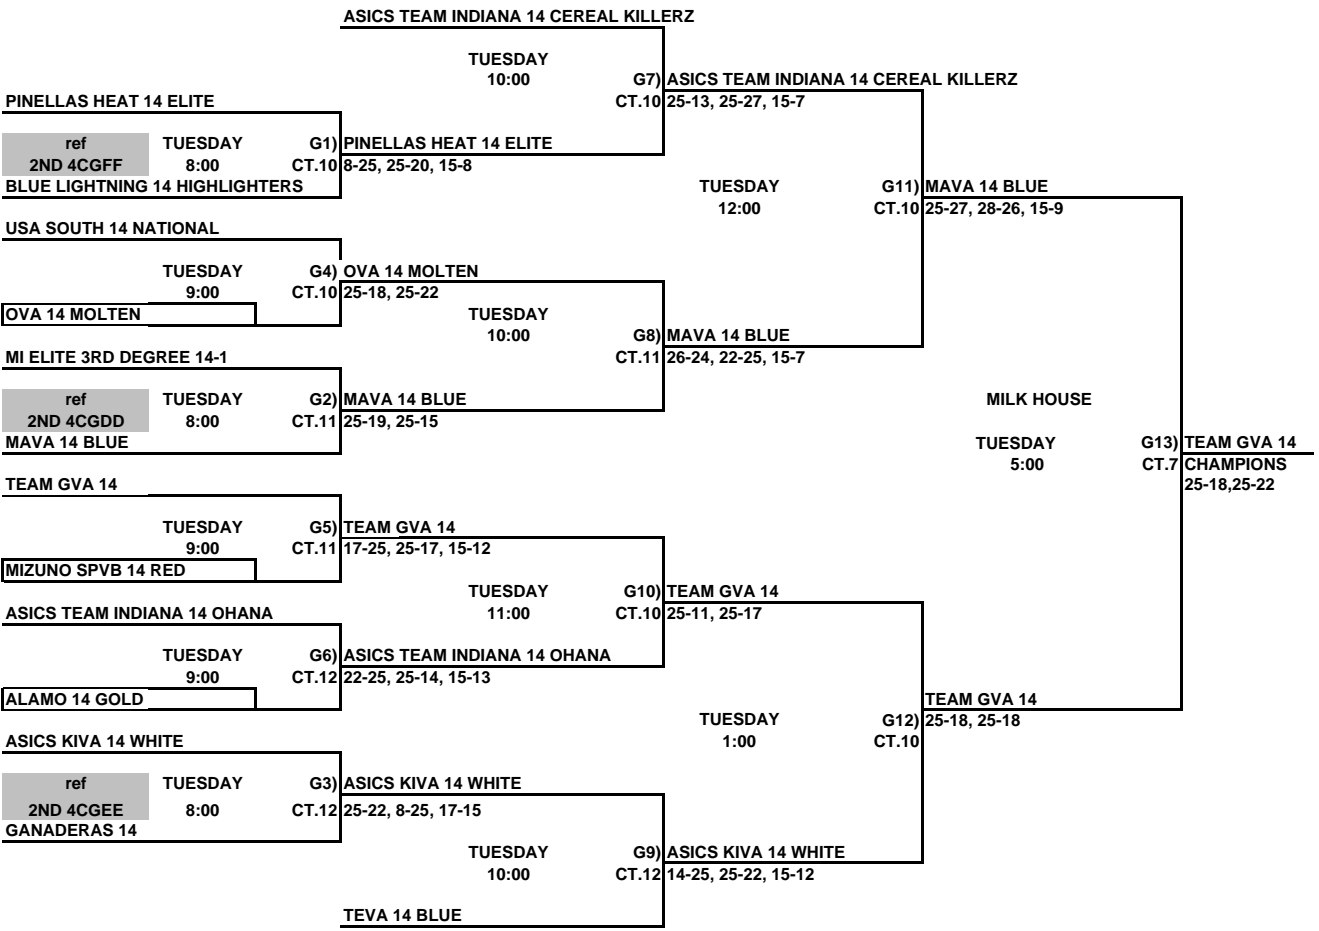 ASICS TEAM INDIANA 14 CEREAL KILLERZ
TUESDAY
10:00
G7) ASICS TEAM INDIANA 14 CEREAL KILLERZ
CT.10 25-13, 25-27, 15-7
PINELLAS HEAT 14 ELITE
ref TUESDAY G1) PINELLAS HEAT 14 ELITE
2ND 4CGFF 8:00 CT.10 8-25, 25-20, 15-8
BLUE LIGHTNING 14 HIGHLIGHTERS
TUESDAY G11) MAVA 14 BLUE
12:00 CT.10 25-27, 28-26, 15-9
USA SOUTH 14 NATIONAL
TUESDAY G4) OVA 14 MOLTEN
9:00 CT.10 25-18, 25-22
OVA 14 MOLTEN
TUESDAY
10:00 G8) MAVA 14 BLUE
CT.11 26-24, 22-25, 15-7
MI ELITE 3RD DEGREE 14-1
ref TUESDAY G2) MAVA 14 BLUE
2ND 4CGDD 8:00 CT.11 25-19, 25-15
MAVA 14 BLUE
MILK HOUSE
TUESDAY G13) TEAM GVA 14
5:00 CT.7 CHAMPIONS
25-18,25-22
TEAM GVA 14
TUESDAY G5) TEAM GVA 14
9:00 CT.11 17-25, 25-17, 15-12
MIZUNO SPVB 14 RED
TUESDAY G10) TEAM GVA 14
11:00 CT.10 25-11, 25-17
ASICS TEAM INDIANA 14 OHANA
TUESDAY G6) ASICS TEAM INDIANA 14 OHANA
9:00 CT.12 22-25, 25-14, 15-13
ALAMO 14 GOLD
TEAM GVA 14
TUESDAY G12) 25-18, 25-18
1:00 CT.10
ASICS KIVA 14 WHITE
ref TUESDAY G3) ASICS KIVA 14 WHITE
2ND 4CGEE 8:00 CT.12 25-22, 8-25, 17-15
GANADERAS 14
TUESDAY G9) ASICS KIVA 14 WHITE
10:00 CT.12 14-25, 25-22, 15-12
TEVA 14 BLUE